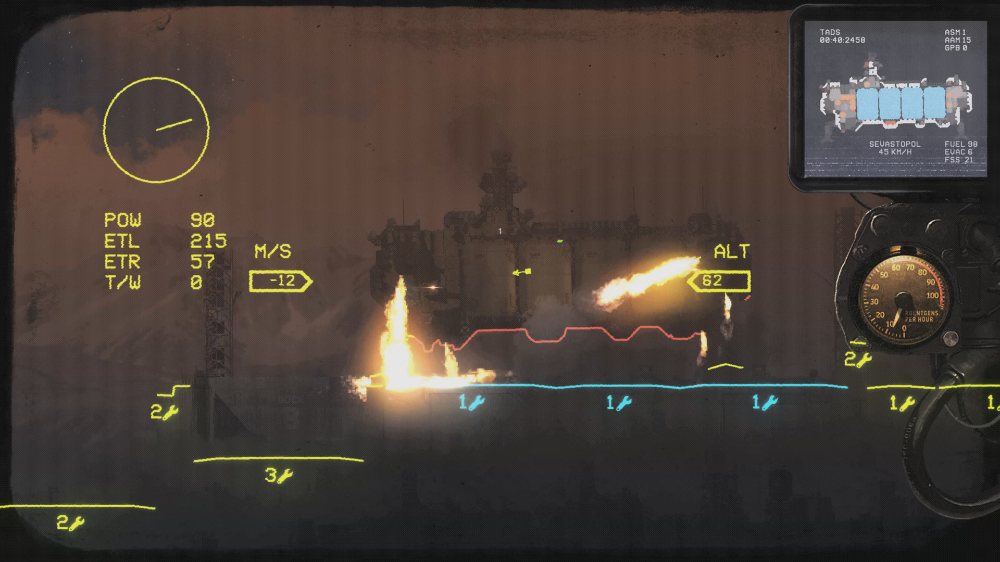 TADS
00:40:2458
ASM 1
AAM 15
GPB 0
SEVASTOPOL
45 KM/H
FUEL 98
EVAC 6
FSS 21
POW 90
ETL 215
ETR 57
T/W 0
M/S
-12
ALT
62
1
0
10
20
30
40
50
60
70
80
90
100
ROENTGENS
PER HOUR
DOCK
3
2
2
1
1
1
1
1
3
2